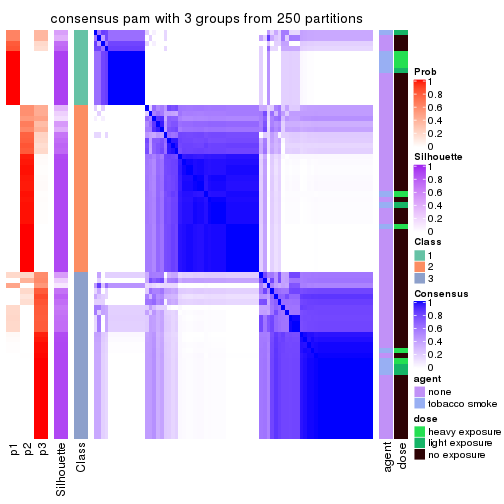 consensus pam with 3 groups from 250 partitions
Prob
1
0.8
0.6
0.4
0.2
0
Silhouette
1
0.8
0.6
0.4
0.2
0
Class
1
2
3
Consensus
1
0.8
0.6
0.4
0.2
0
agent
none
tobacco smoke
dose
heavy exposure
light exposure
no exposure
p1
p2
p3
Silhouette
Class
agent
dose